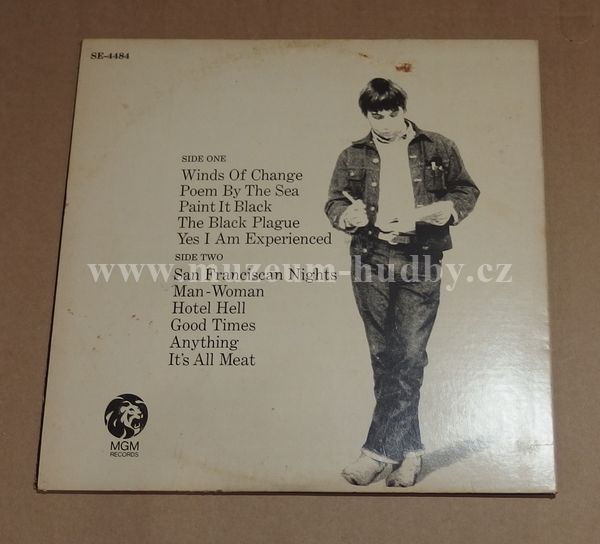 SE-4484
SIDE ONE
Winds Of Change
Poem By The Sea
Paint It Black
The Black Plague
Yes I Am Experienced
SIDE TWO
San Franciscan Nights
www.muzeum-hudby.cz
Man-Woman
Hotel Hell
Good Times
Anything
It's All Meat
MGM
RECORDS